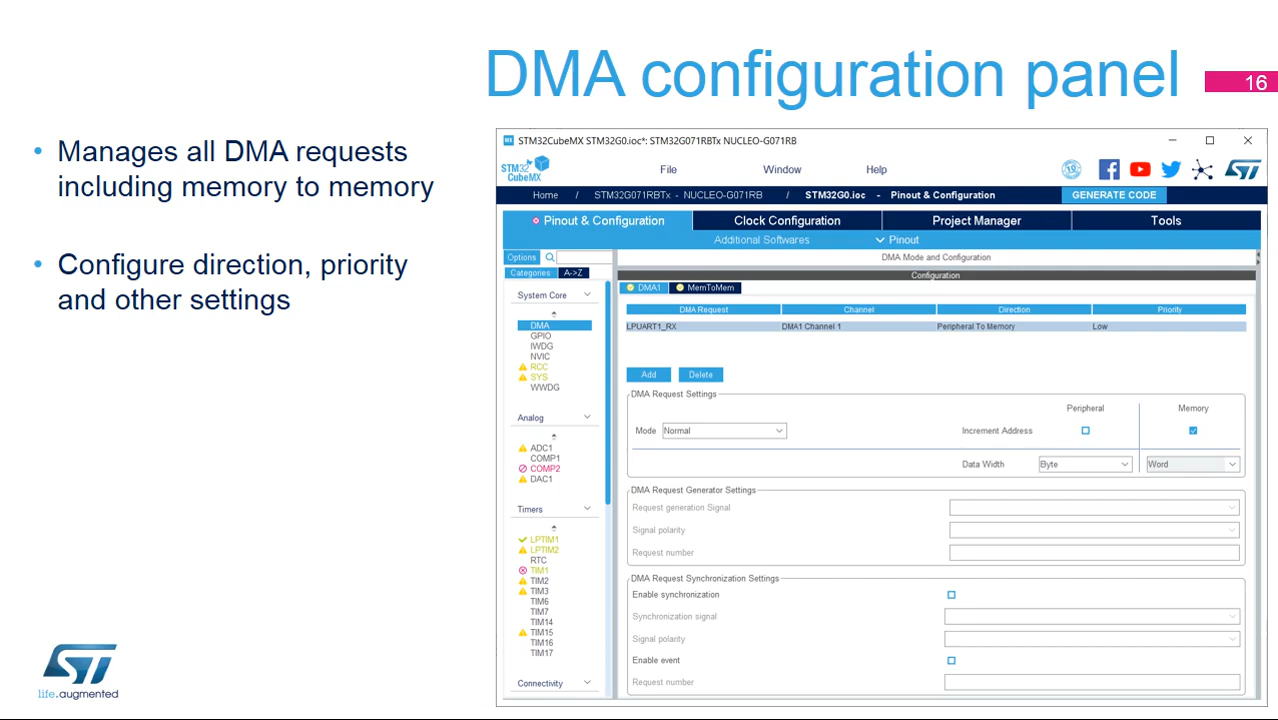 DMA configuration panel
16
• Manages all DMA requests
including memory to memory
• Configure direction, priority
and other settings
MX STM32CubeMX STM32G0.ioc*: STM32G071RBTx NUCLEO-G071RB
STM32
CubeMX
File Window Help
10
Home / STM32G071RBTx - NUCLEO-G071RB / STM32G0.ioc - Pinout & Configuration GENERATE CODE
Pinout & Configuration Clock Configuration Project Manager Tools
Additional Softwares Pinout
Options
DMA Mode and Configuration
Categories A->Z
Configuration
System Core
DMA1 MemToMem
DMA Request Channel Direction Priority
LPUART1_RX DMA1 Channel 1 Peripheral To Memory Low
DMA
GPIO
IWDG
NVIC
RCC
SYS
WWDG
Add Delete
DMA Request Settings
Peripheral Memory
Mode Normal Increment Address
Data Width Byte Word
Analog
ADC1
COMP1
COMP2
DAC1
DMA Request Generator Settings
Request generation Signal
Signal polarity
Request number
Timers
LPTIM1
LPTIM2
RTC
TIM1
TIM2
TIM3
TIM6
TIM7
TIM14
TIM15
TIM16
TIM17
DMA Request Synchronization Settings
Enable synchronization
Synchronization signal
Signal polarity
Enable event
Request number
Connectivity
ST
life.augmented